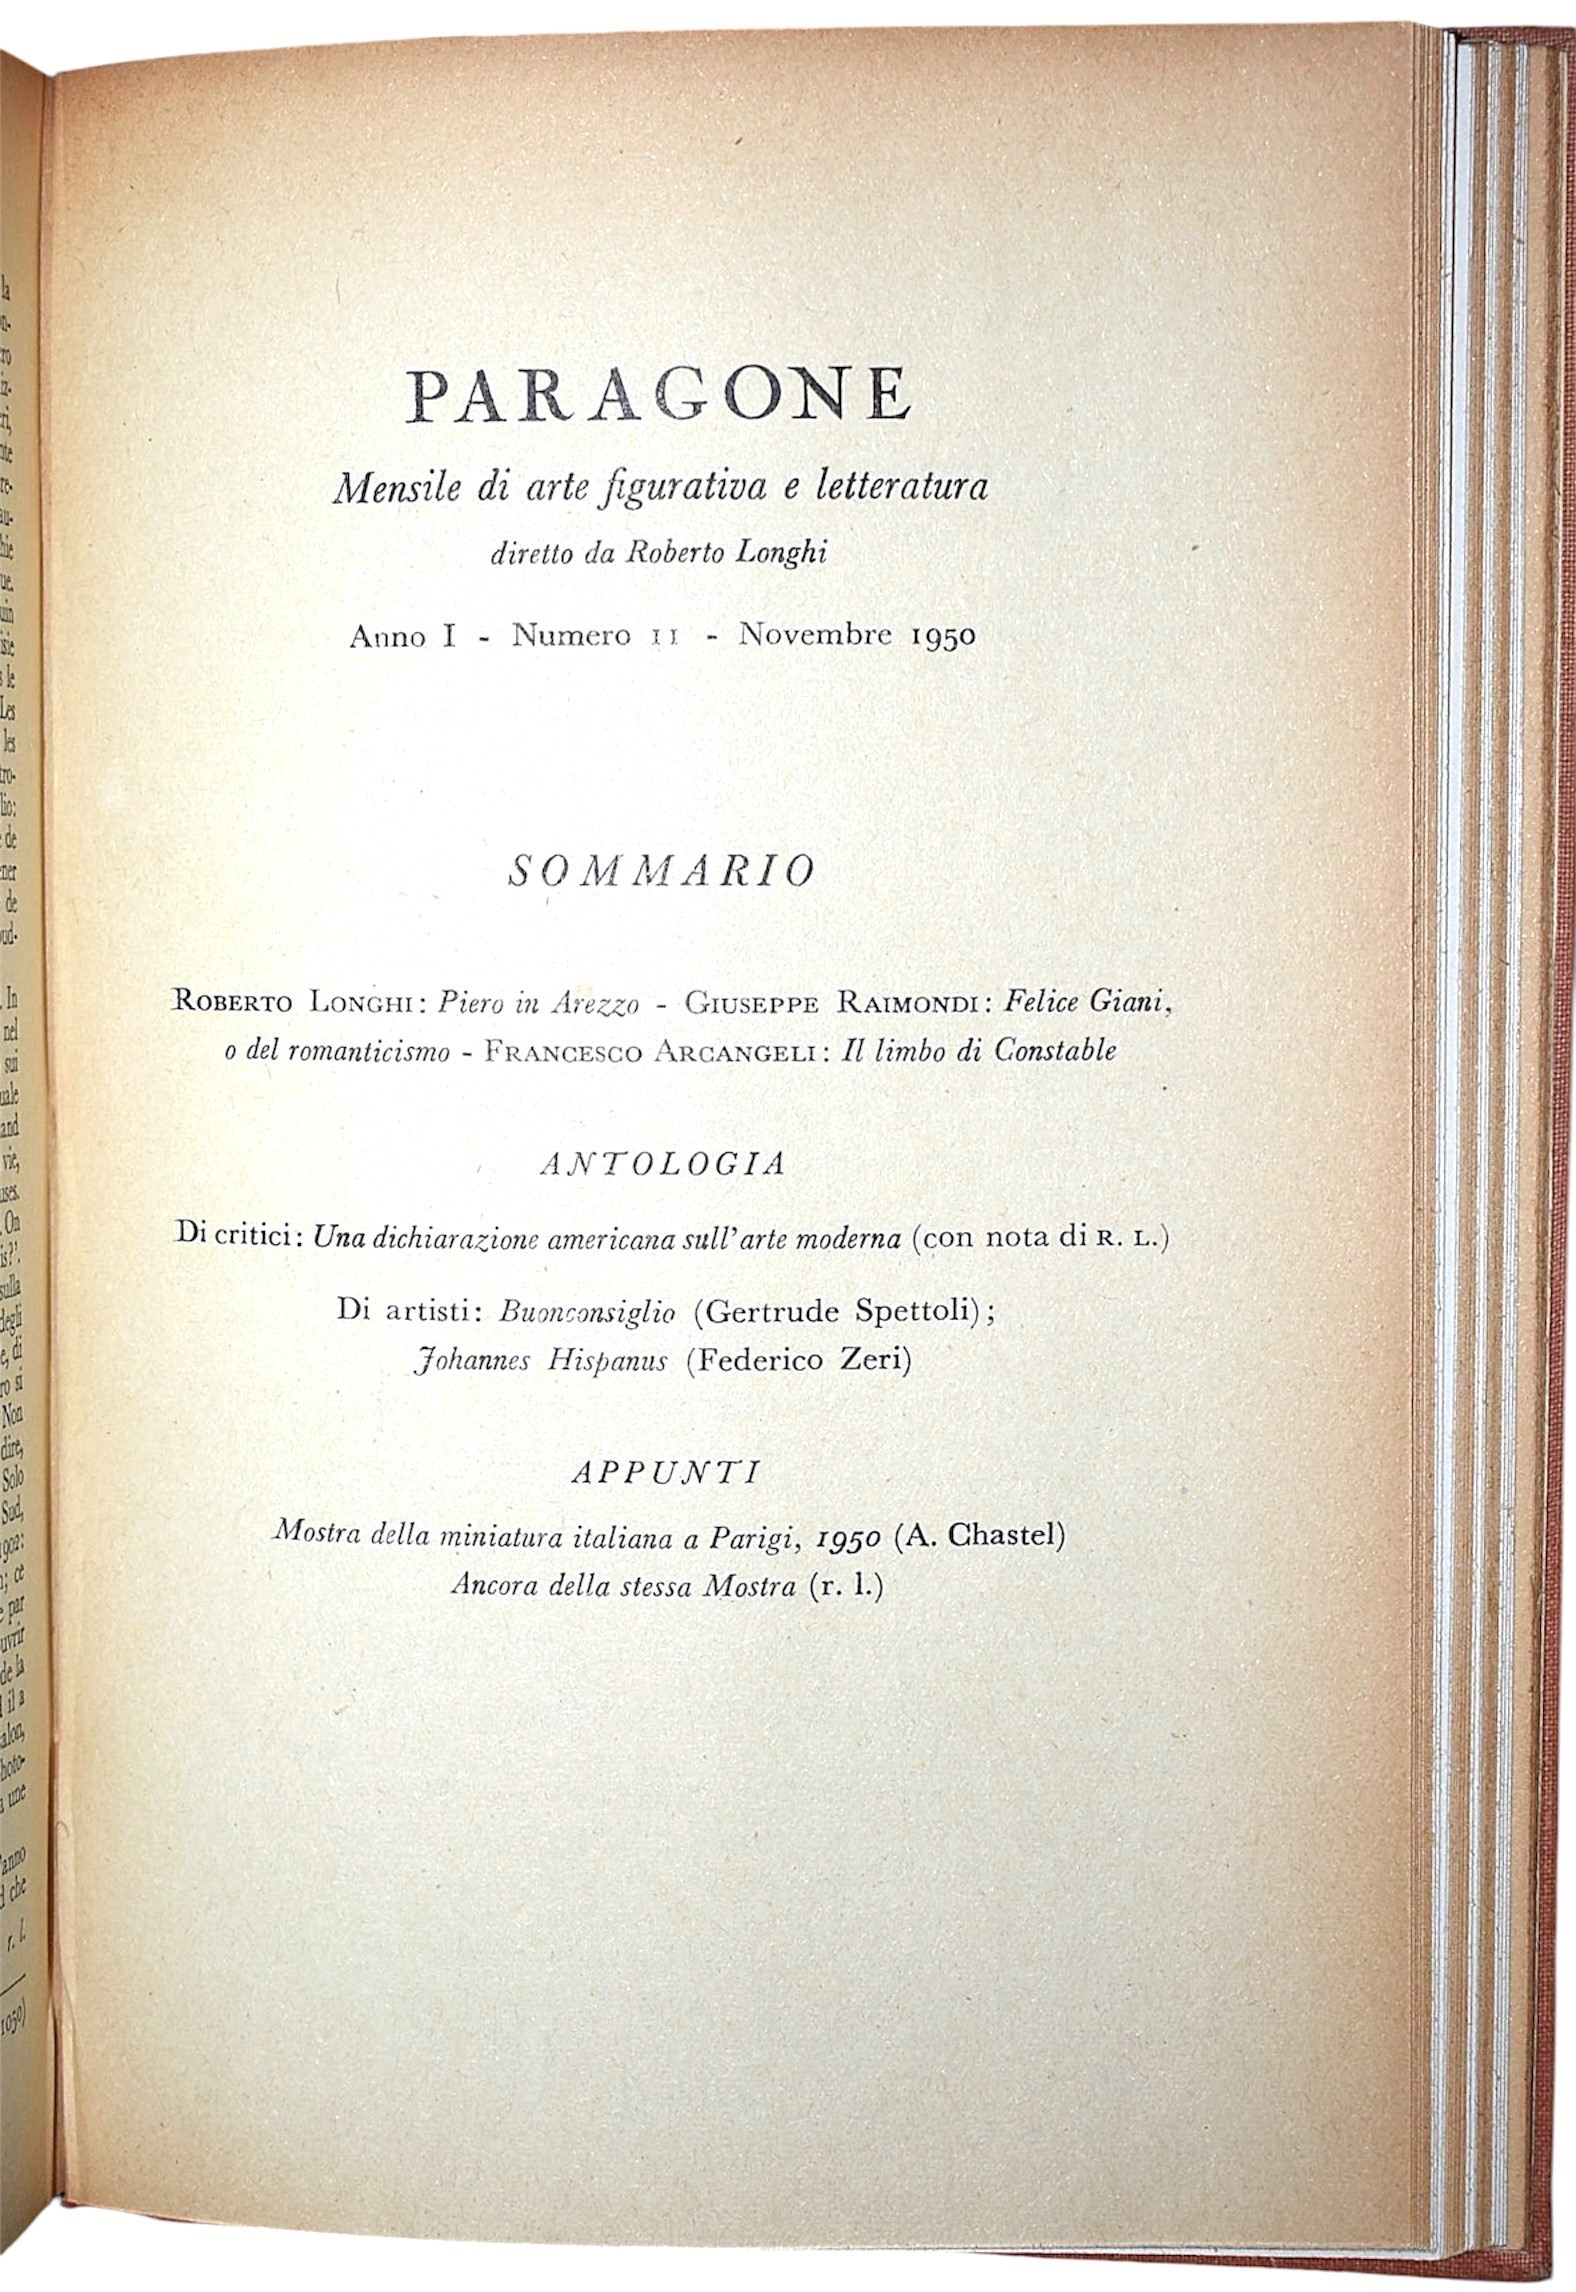 PARAGONE
Mensile di arte figurativa e letteratura
diretto da Roberto Longhi
Anno I - Numero 11 - Novembre 1950
SOMMARIO
ROBERTO LONGHI: Piero in Arezzo - GIUSEPPE RAIMONDI: Felice Giani,
o del romanticismo - FRANCESCO ARCANGELI: Il limbo di Constable
ANTOLOGIA
Di critici: Una dichiarazione americana sull'arte moderna (con nota di R. L.)
Di artisti: Buonconsiglio (Gertrude Spettoli);
Johannes Hispanus (Federico Zeri)
APPUNTI
Mostra della miniatura italiana a Parigi, 1950 (A. Chastel)
Ancora della stessa Mostra (r. l.)